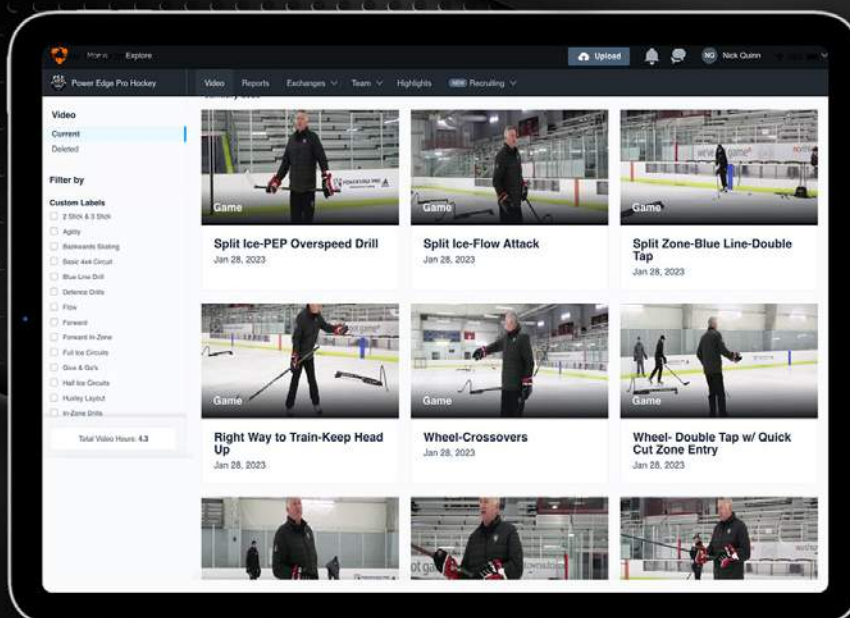 Explore
Upload
NQ
Nick Quinn
Power Edge Pro Hockey
Video
Reports
Exchanges
Team
Highlights
NEW
Recruiting
Video
Current
Deleted
Filter by
Custom Labels
2 Stick & 3 Stick
Agility
Backwards Skating
Basic 4x4 Circuit
Blue Line Drill
Defence Drills
Flow
Forward
Forward In-Zone
Full Ice Circuits
Give & Go's
Half Ice Circuits
Huxley Layout
In-Zone Drills
Total Video Hours: 4.3
Game
Split Ice-PEP Overspeed Drill
Jan 28, 2023
Game
Split Ice-Flow Attack
Jan 28, 2023
Game
Split Zone-Blue Line-Double
Tap
Jan 28, 2023
Game
Right Way to Train-Keep Head
Up
Jan 28, 2023
Game
Wheel-Crossovers
Jan 28, 2023
Game
Wheel- Double Tap w/ Quick
Cut Zone Entry
Jan 28, 2023